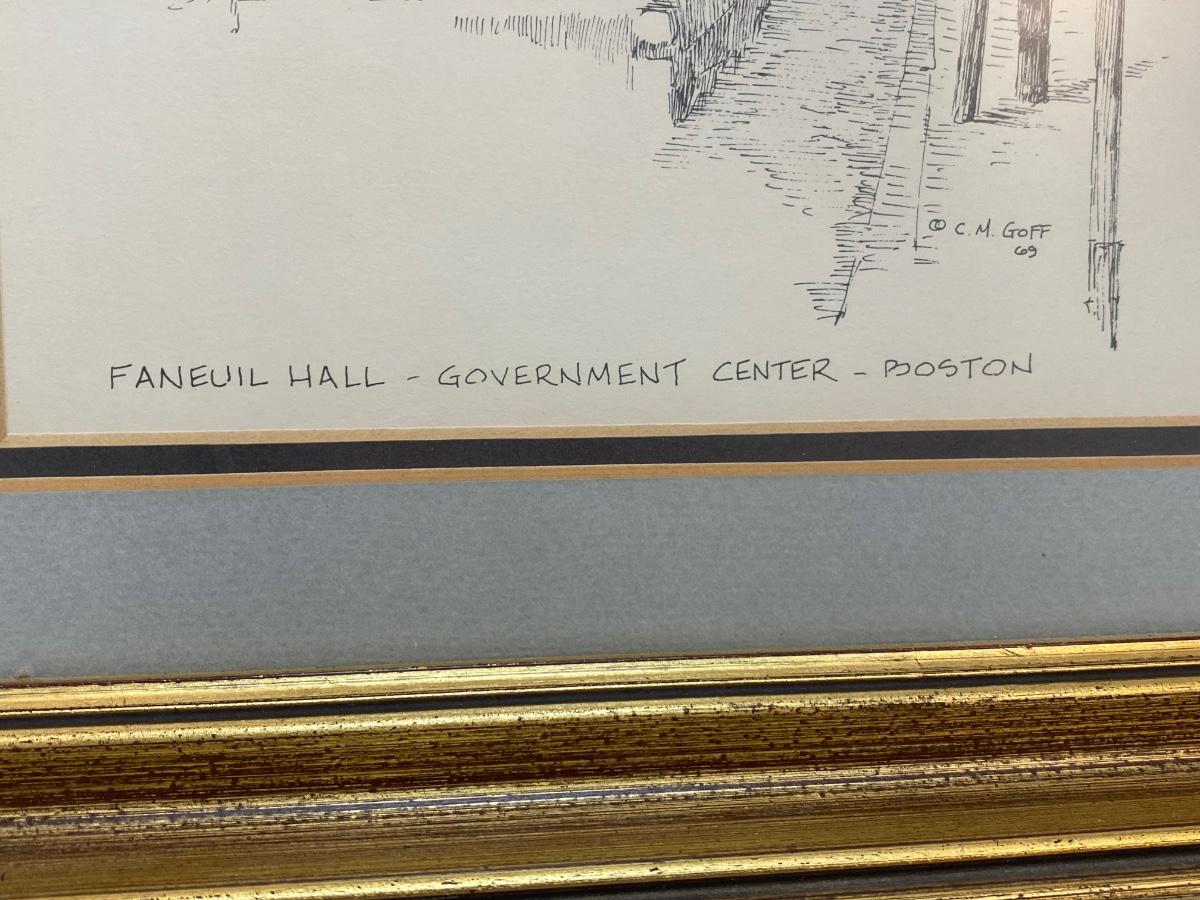 © C. M. GOFF
69
FANEUIL HALL - GOVERNMENT CENTER - BOSTON